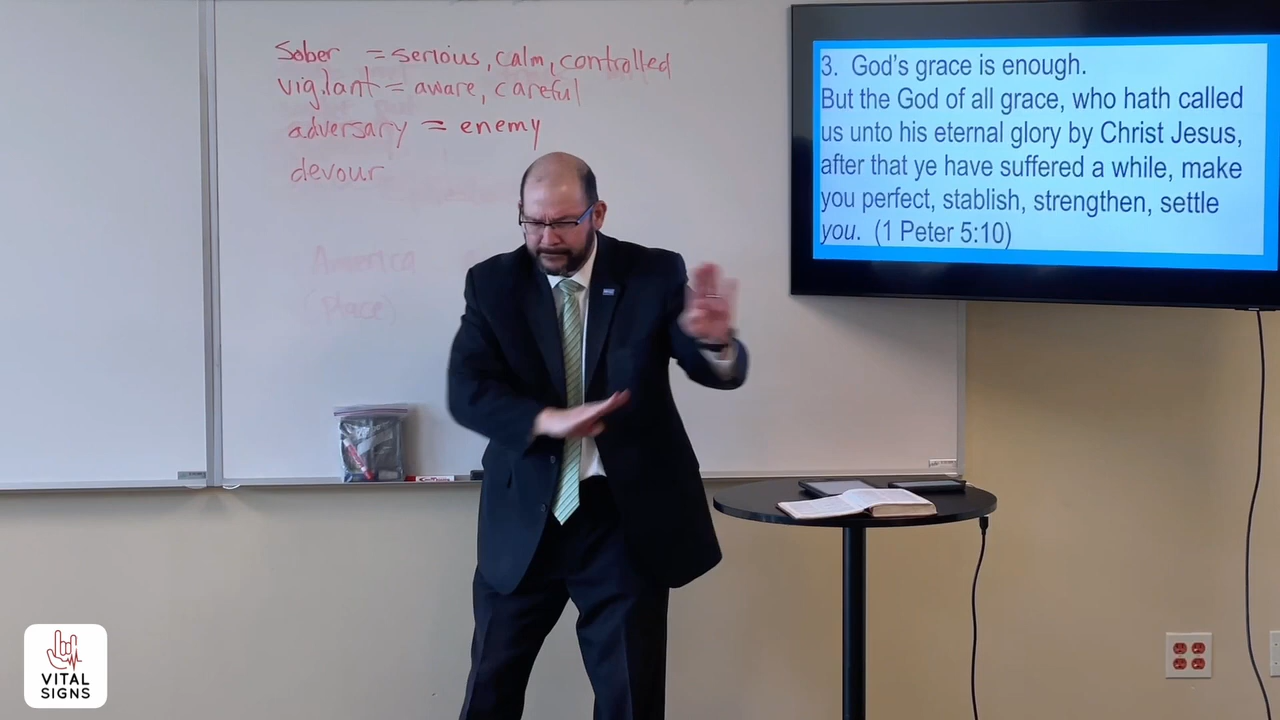 Sober = serious, calm, controlled
vigilant = aware, careful
adversary = enemy
devour
America
(place)
3. God's grace is enough.
But the God of all grace, who hath called
us unto his eternal glory by Christ Jesus,
after that ye have suffered a while, make
you perfect, stablish, strengthen, settle
you. (1 Peter 5:10)
VITAL
SIGNS